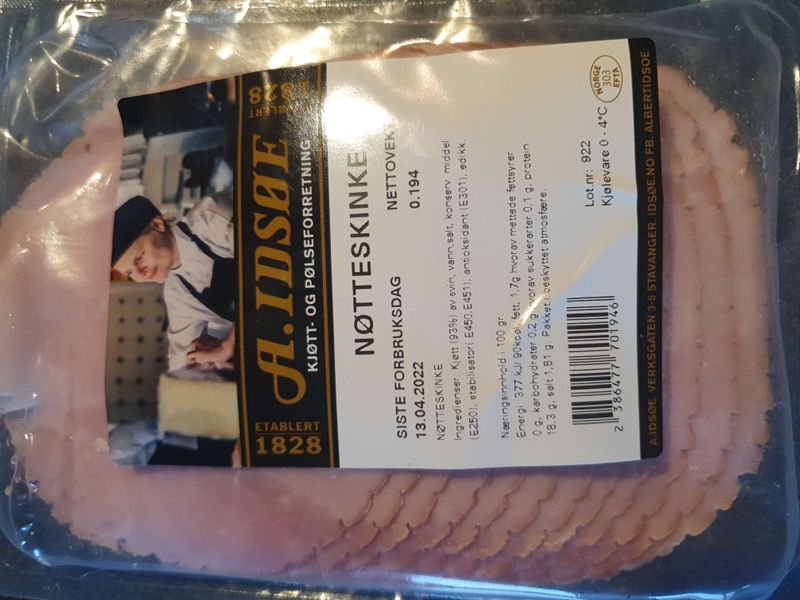 ETABLERT
1828
A.IDSØE
KJØTT- OG PØLSEFORRETNING
ETABLERT
1828
NØTTESKINKE
SISTE FORBRUKSDAG NETTOVEK
13.04.2022 0.194
NØTTESKINKE
Ingredienser: Kjøtt (93%) av svin, vann, salt, konserv. middel
(E250), stabilisator( E450,E451), antioksidant (E301), edikk.
Næringsinnhold i 100 gr.
Energi: 377 kJ/ 90kcal, fett, 1,7g hvorav mettede fettsyrer
0 g, karbohydrater 0,2 g hvorav sukkerarter 0,1 g, protein
18,3 g, salt 1,81 g. Pakket i beskyttet atmosfære.
Lot.nr: 922
Kjølevare 0 - 4°C
NORGE
303
EFTA
2 386477 701946
A.IDSØE. VERKSGATEN 3-5 STAVANGER. IDSØE.NO FB. ALBERTIDSOE